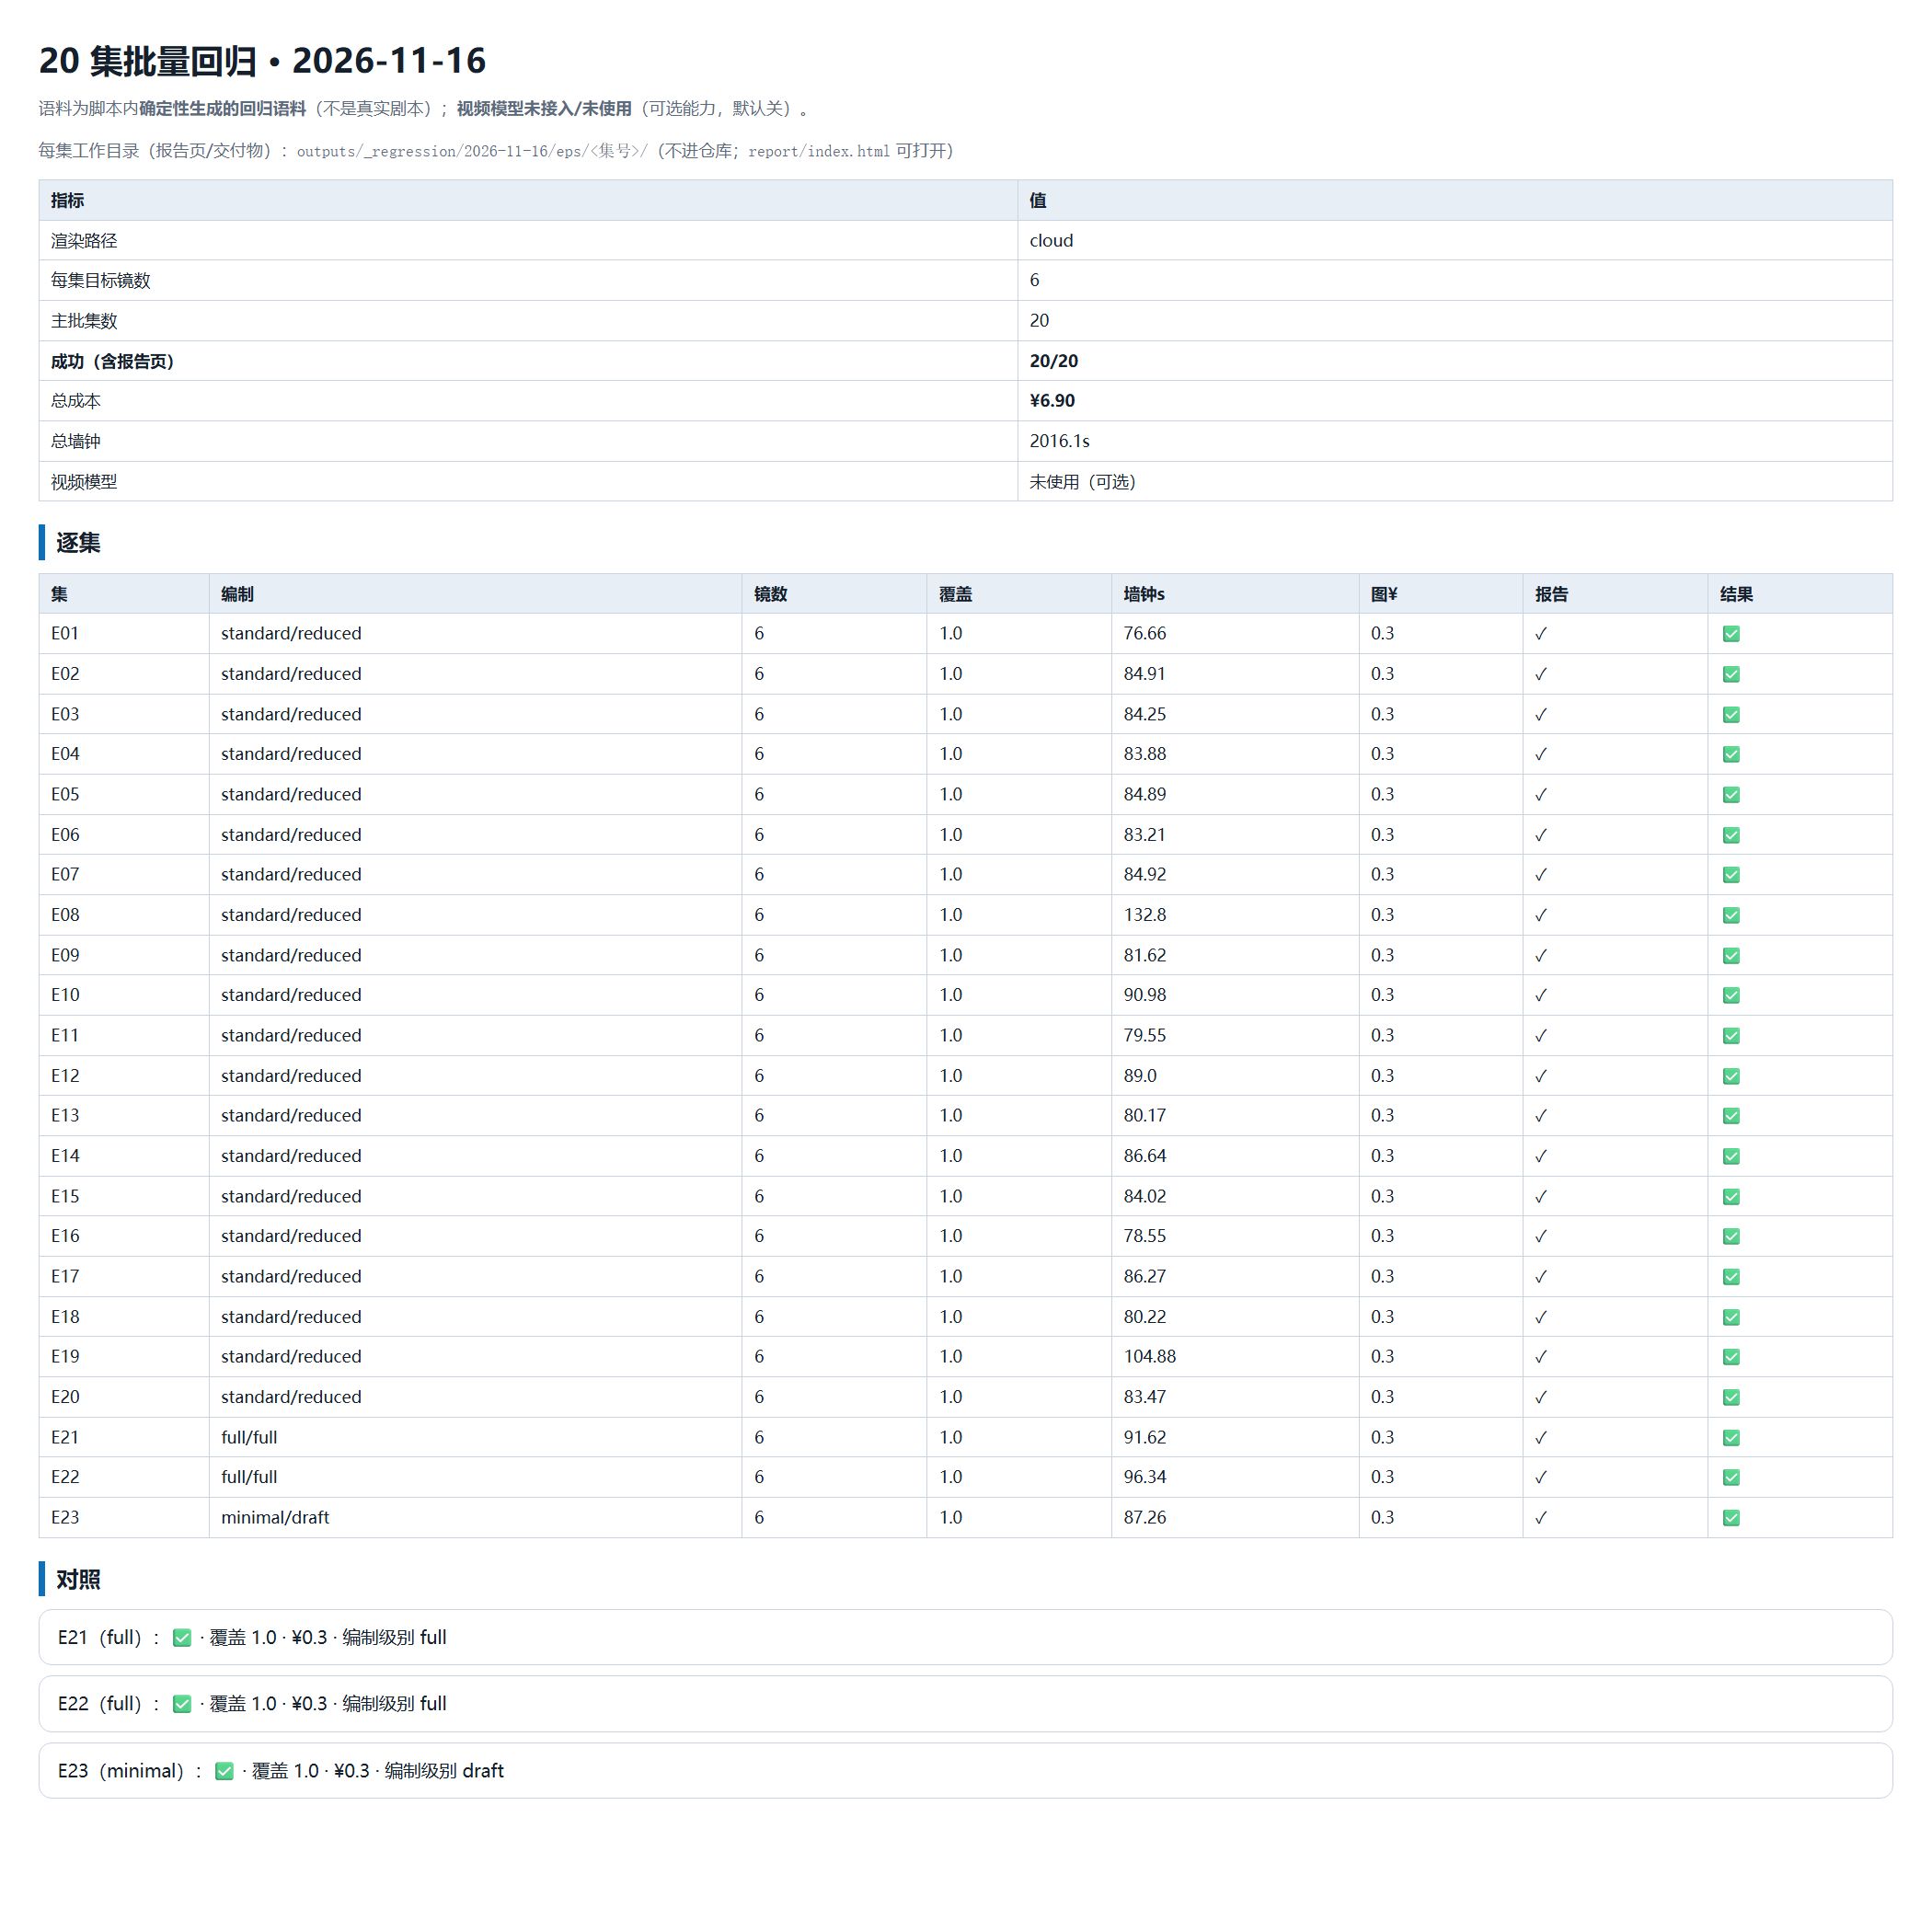 20 集批量回归 • 2026-11-16
语料为脚本内确定性生成的回归语料（不是真实剧本）；视频模型未接入/未使用（可选能力，默认关）。
每集工作目录（报告页/交付物）：outputs/_regression/2026-11-16/eps/<集号>/（不进仓库；report/index.html 可打开）
指标 值
渲染路径 cloud
每集目标镜数 6
主批集数 20
成功（含报告页） 20/20
总成本 ¥6.90
总墙钟 2016.1s
视频模型 未使用（可选）
逐集
集 编制 镜数 覆盖 墙钟s 图¥ 报告 结果
E01 standard/reduced 6 1.0 76.66 0.3 ✓ ✅
E02 standard/reduced 6 1.0 84.91 0.3 ✓ ✅
E03 standard/reduced 6 1.0 84.25 0.3 ✓ ✅
E04 standard/reduced 6 1.0 83.88 0.3 ✓ ✅
E05 standard/reduced 6 1.0 84.89 0.3 ✓ ✅
E06 standard/reduced 6 1.0 83.21 0.3 ✓ ✅
E07 standard/reduced 6 1.0 84.92 0.3 ✓ ✅
E08 standard/reduced 6 1.0 132.8 0.3 ✓ ✅
E09 standard/reduced 6 1.0 81.62 0.3 ✓ ✅
E10 standard/reduced 6 1.0 90.98 0.3 ✓ ✅
E11 standard/reduced 6 1.0 79.55 0.3 ✓ ✅
E12 standard/reduced 6 1.0 89.0 0.3 ✓ ✅
E13 standard/reduced 6 1.0 80.17 0.3 ✓ ✅
E14 standard/reduced 6 1.0 86.64 0.3 ✓ ✅
E15 standard/reduced 6 1.0 84.02 0.3 ✓ ✅
E16 standard/reduced 6 1.0 78.55 0.3 ✓ ✅
E17 standard/reduced 6 1.0 86.27 0.3 ✓ ✅
E18 standard/reduced 6 1.0 80.22 0.3 ✓ ✅
E19 standard/reduced 6 1.0 104.88 0.3 ✓ ✅
E20 standard/reduced 6 1.0 83.47 0.3 ✓ ✅
E21 full/full 6 1.0 91.62 0.3 ✓ ✅
E22 full/full 6 1.0 96.34 0.3 ✓ ✅
E23 minimal/draft 6 1.0 87.26 0.3 ✓ ✅
对照
E21（full）：✅ · 覆盖 1.0 · ¥0.3 · 编制级别 full
E22（full）：✅ · 覆盖 1.0 · ¥0.3 · 编制级别 full
E23（minimal）：✅ · 覆盖 1.0 · ¥0.3 · 编制级别 draft